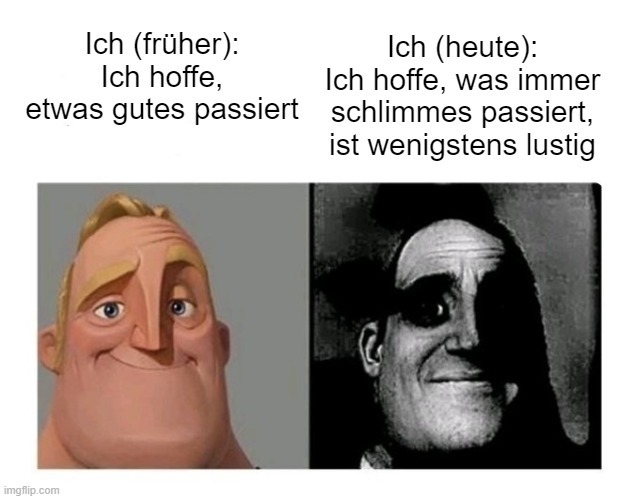 Ich (früher):
Ich hoffe,
etwas gutes passiert
Ich (heute):
Ich hoffe, was immer
schlimmes passiert,
ist wenigstens lustig
imgflip.com